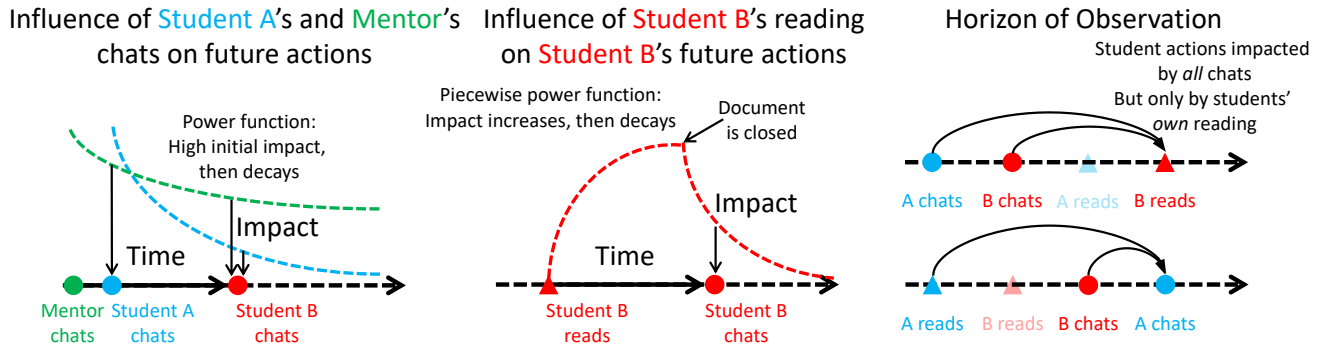 Influence of Student A's and Mentor's
chats on future actions
Power function:
High initial impact,
then decays
Impact
Time
Mentor
chats
Student A
chats
Student B
chats
Influence of Student B's reading
on Student B's future actions
Piecewise power function:
Impact increases, then decays
Document
is closed
Impact
Time
Student B
reads
Student B
chats
Horizon of Observation
Student actions impacted
by all chats
But only by students'
own reading
A chats B chats A reads B reads
A reads B reads B chats A chats